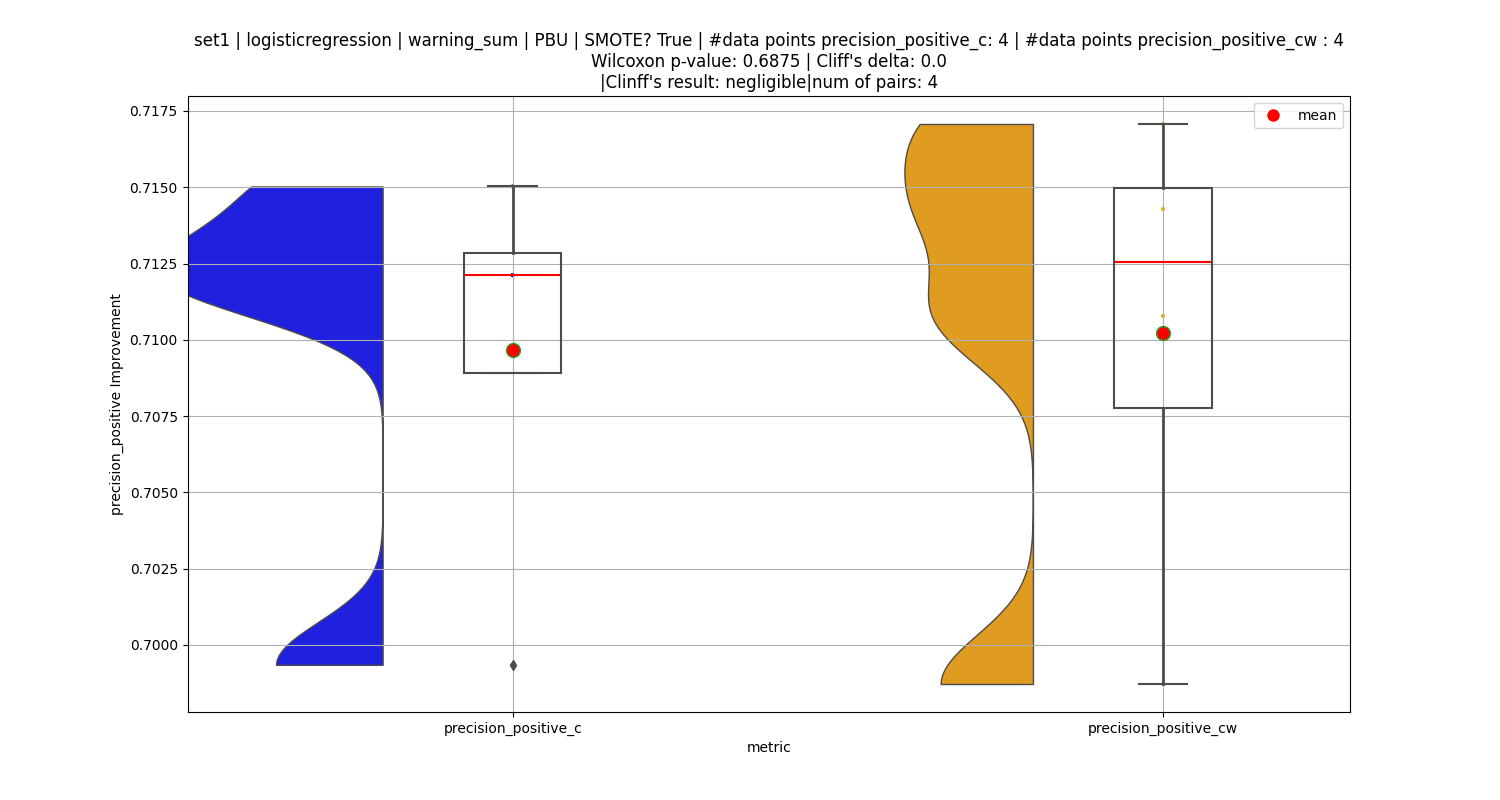 set1 | logisticregression | warning_sum | PBU | SMOTE? True | #data points precision_positive_c: 4 | #data points precision_positive_cw : 4
Wilcoxon p-value: 0.6875 | Cliff's delta: 0.0
|Clinff's result: negligible|num of pairs: 4
mean
0.7175
0.7150
0.7125
0.7100
0.7075
0.7050
0.7025
0.7000
precision_positive Improvement
precision_positive_c
precision_positive_cw
metric